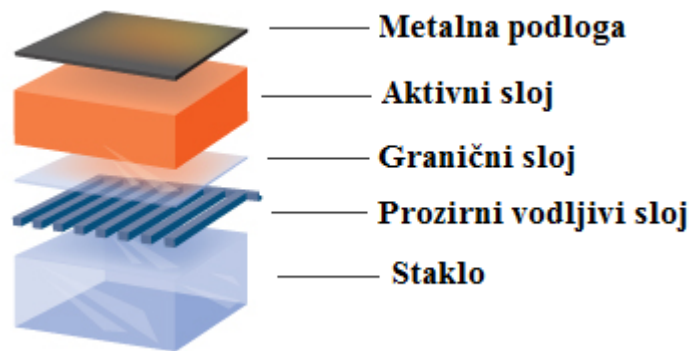 Metalna podloga
Aktivni sloj
Granični sloj
Prozirni vodljivi sloj
Staklo